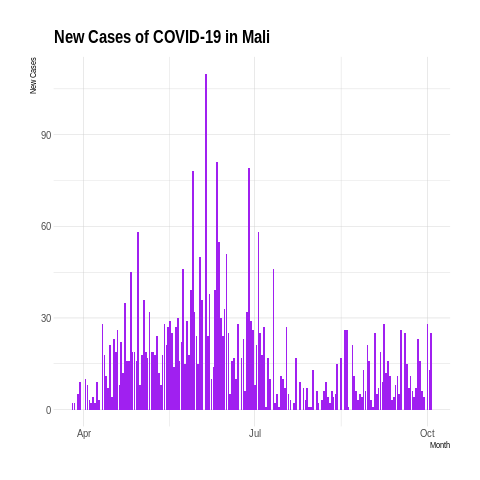 New Cases of COVID-19 in Mali
New Cases
90
60
30
0
Apr Jul Oct
Month